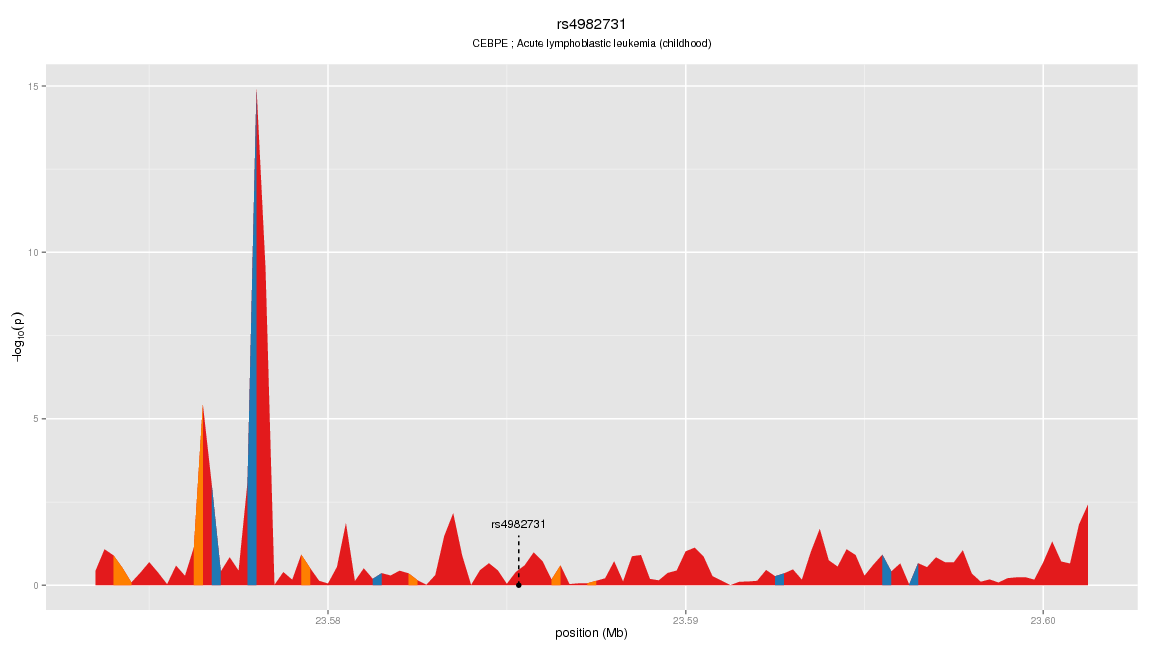 rs4982731
CEBPE ; Acute lymphoblastic leukemia (childhood)
15
10
5
0
−log10(p)
rs4982731
23.58
23.59
23.60
position (Mb)